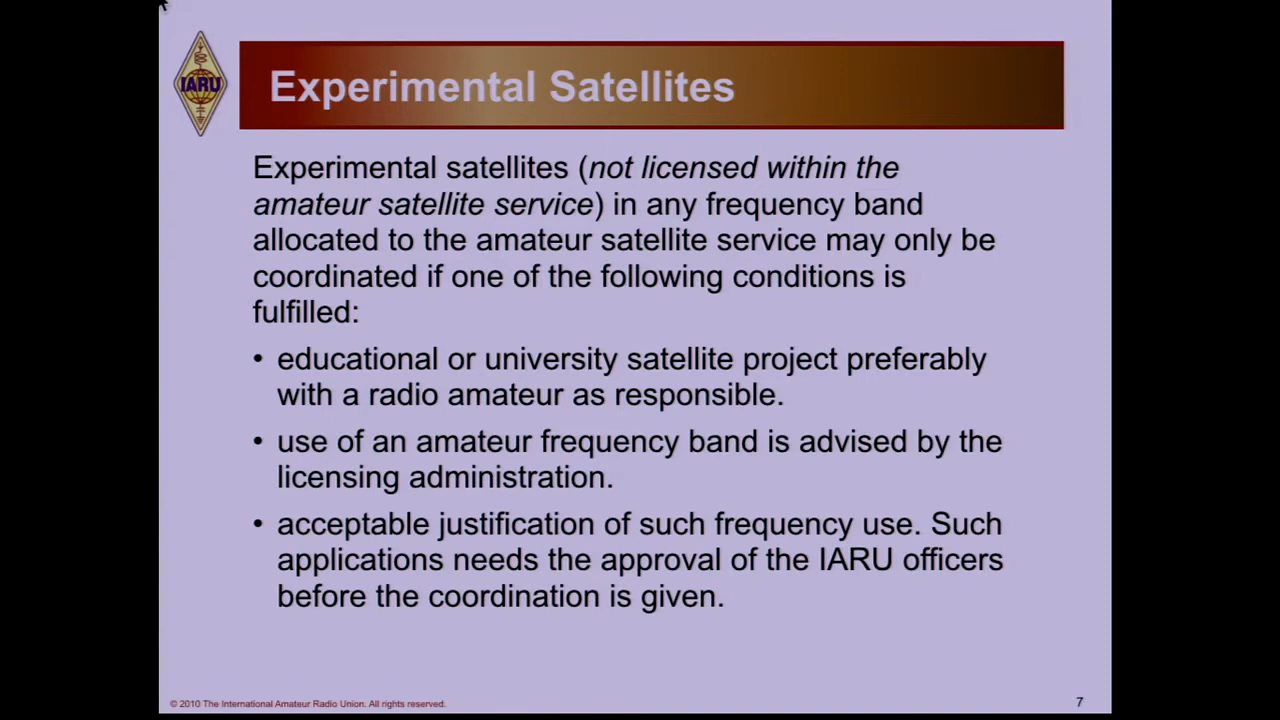 IARU
Experimental Satellites
Experimental satellites (not licensed within the
amateur satellite service) in any frequency band
allocated to the amateur satellite service may only be
coordinated if one of the following conditions is
fulfilled:
• educational or university satellite project preferably
with a radio amateur as responsible.
• use of an amateur frequency band is advised by the
licensing administration.
• acceptable justification of such frequency use. Such
applications needs the approval of the IARU officers
before the coordination is given.
© 2010 The International Amateur Radio Union. All rights reserved.
7